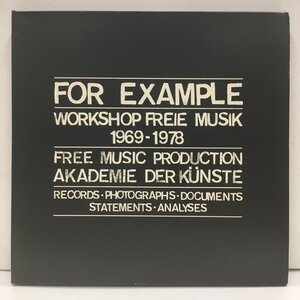 FOR EXAMPLE
WORKSHOP FREIE MUSIK
1969-1978
FREE MUSIC PRODUCTION
AKADEMIE DER KÜNSTE
RECORDS · PHOTOGRAPHS · DOCUMENTS
STATEMENTS · ANALYSES